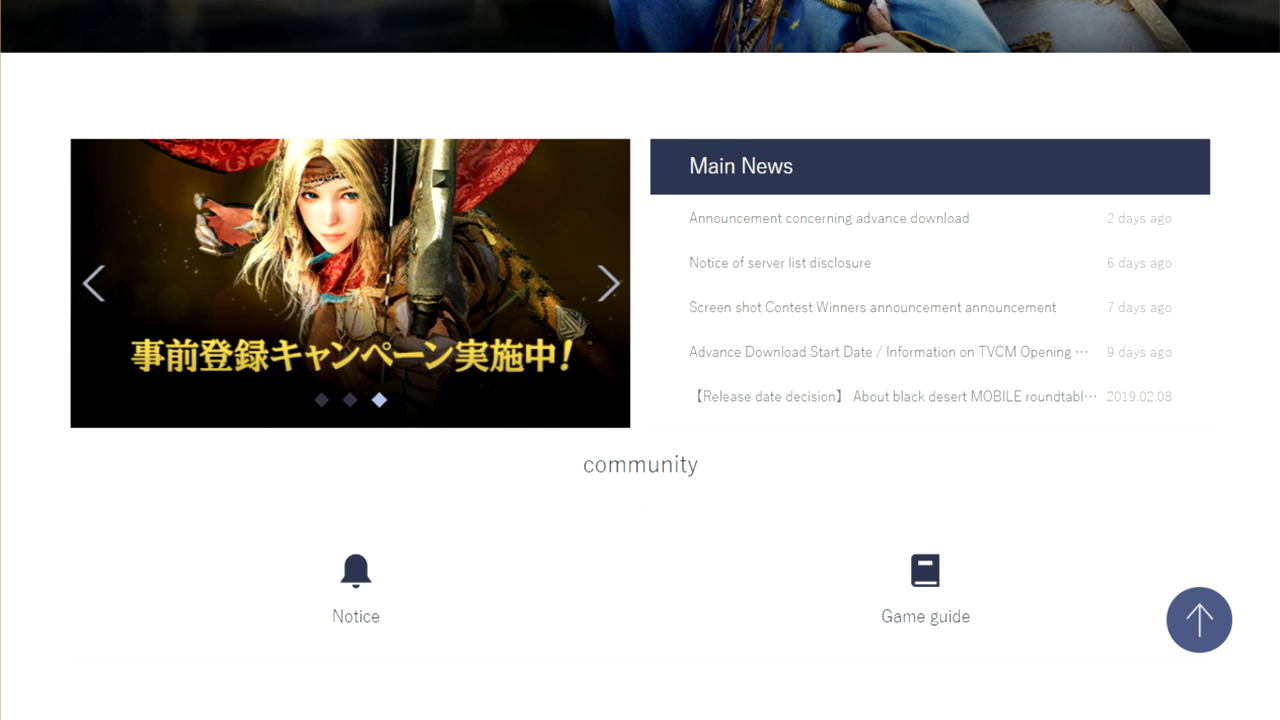 事前登録キャンペーン実施中!
Main News
Announcement concerning advance download 2 days ago
Notice of server list disclosure 6 days ago
Screen shot Contest Winners announcement announcement 7 days ago
Advance Download Start Date / Information on TVCM Opening … 9 days ago
【Release date decision】 About black desert MOBILE roundtabl… 2019.02.08
community
Notice
Game guide